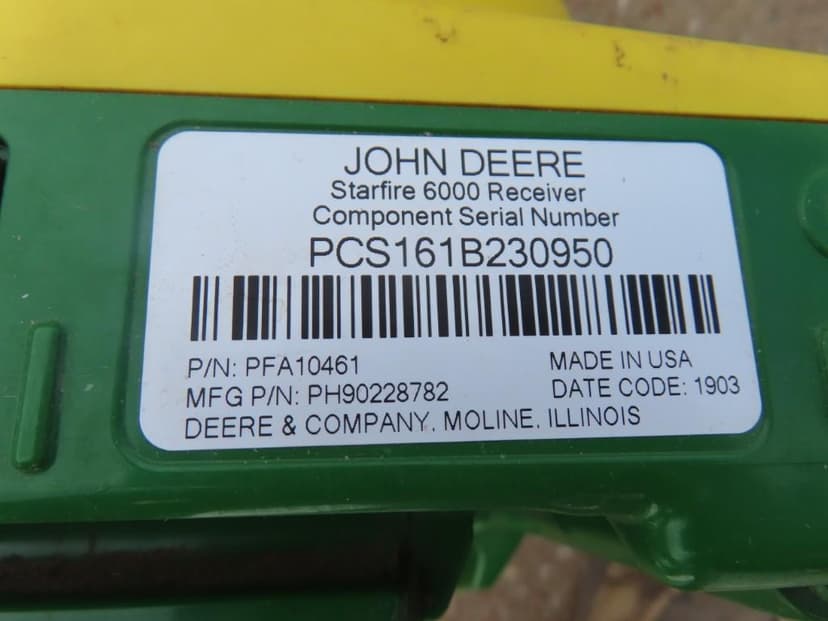 JOHN DEERE
Starfire 6000 Receiver
Component Serial Number
PCS161B230950
P/N: PFA10461 MADE IN USA
MFG P/N: PH90228782 DATE CODE: 1903
DEERE & COMPANY, MOLINE, ILLINOIS